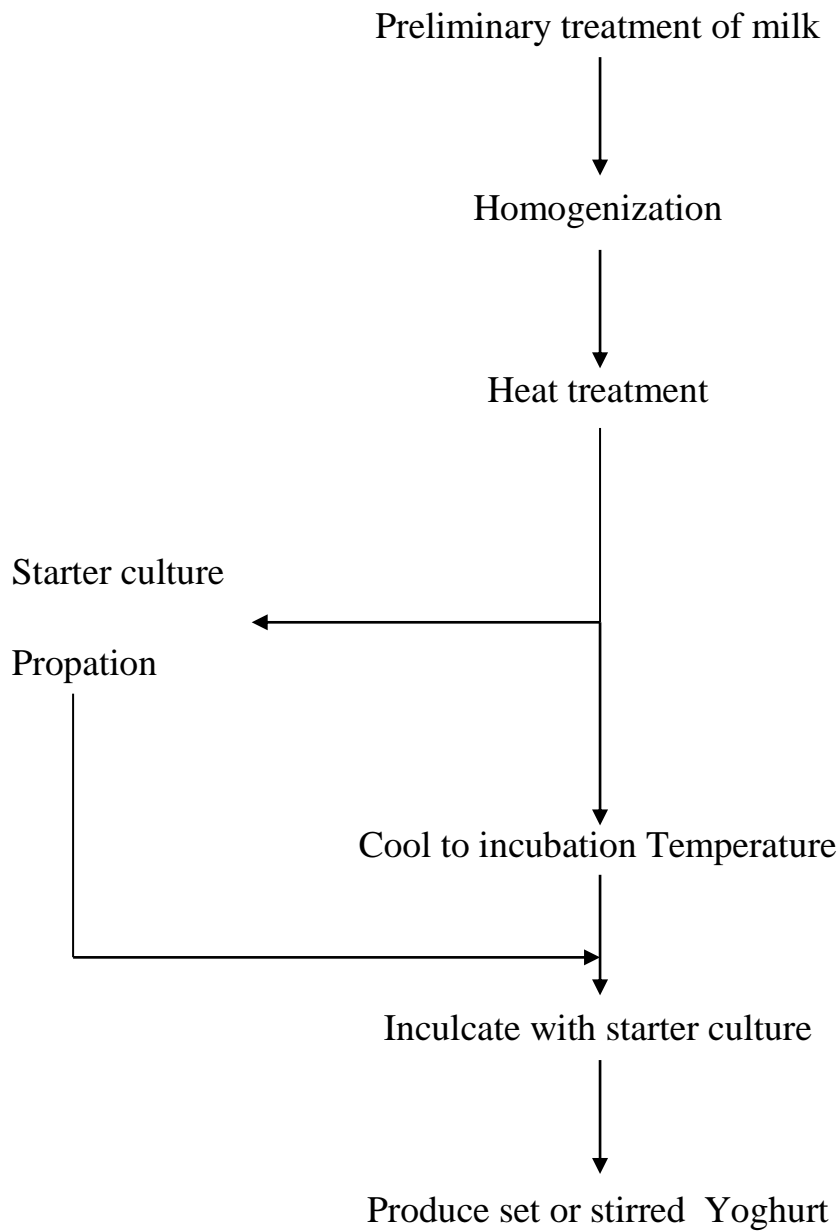 Preliminary treatment of milk
Homogenization
Heat treatment
Starter culture
Propation
Cool to incubation Temperature
Inculcate with starter culture
Produce set or stirred Yoghurt